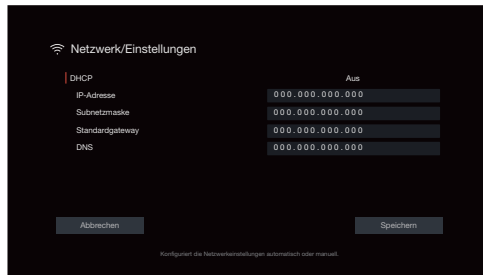 Netzwerk/Einstellungen
DHCP Aus
IP-Adresse 000.000.000.000
Subnetzmaske 000.000.000.000
Standardgateway 000.000.000.000
DNS 000.000.000.000
Abbrechen Speichern
Konfiguriert die Netzwerkeinstellungen automatisch oder manuell.